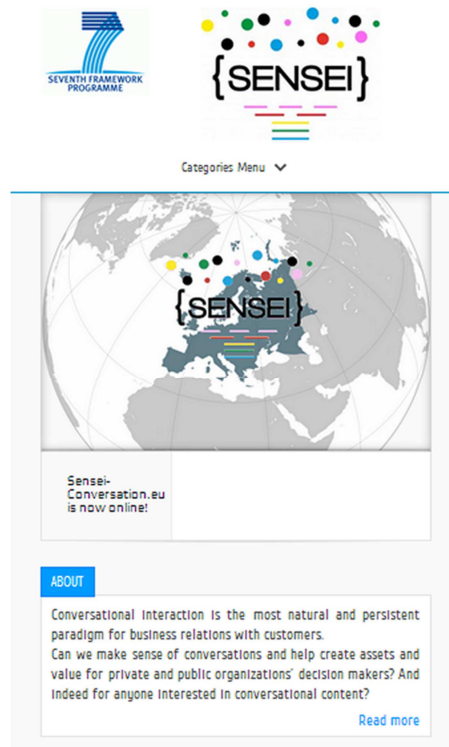 SEVENTH FRAMEWORK
PROGRAMME
{SENSEI}
Categories Menu
{SENSEI}
Sensei-
Conversation.eu
is now online!
ABOUT
Conversational interaction is the most natural and persistent
paradigm for business relations with customers.
Can we make sense of conversations and help create assets and
value for private and public organizations' decision makers? And
indeed for anyone interested in conversational content?
Read more